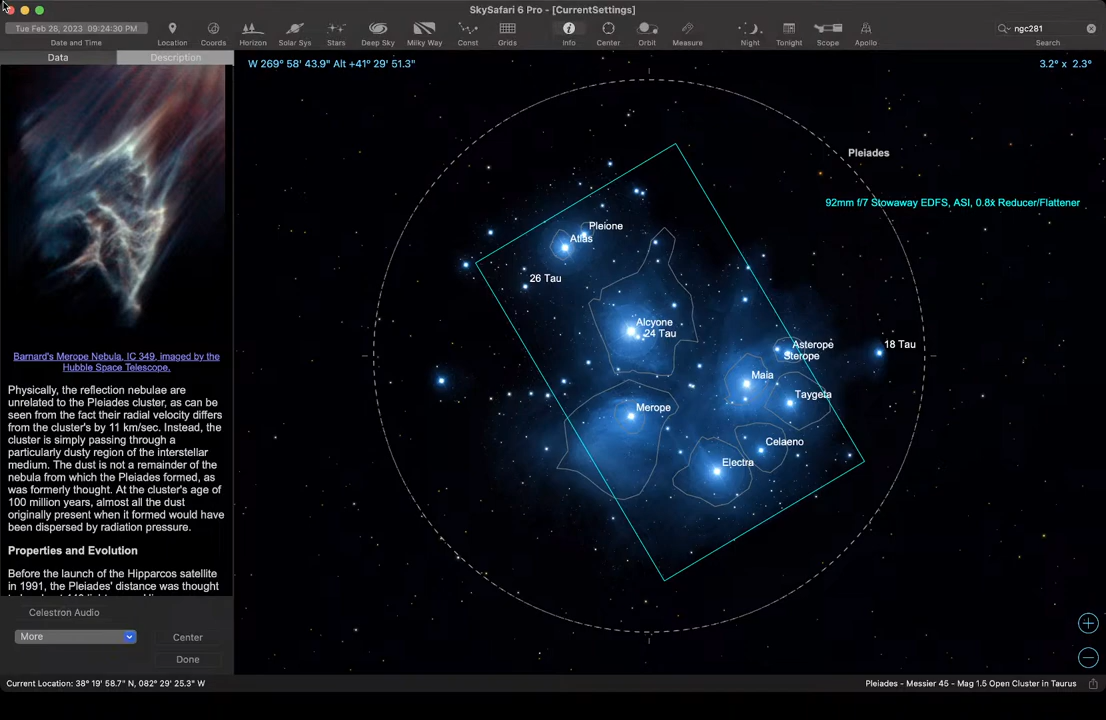 SkySafari 6 Pro - [CurrentSettings]
Tue Feb 28, 2023 09:24:30 PM
Date and Time
Location
Coords
Horizon
Solar Sys
Stars
Deep Sky
Milky Way
Const
Grids
Info
Center
Orbit
Measure
Night
Tonight
Scope
Apollo
ngc281
Search
Data
Description
W 269° 58' 43.9" Alt +41° 29' 51.3"
3.2° x 2.3°
Pleiades
92mm f/7 Stowaway EDFS, ASI, 0.8x Reducer/Flattener
Pleione
Atlas
26 Tau
Alcyone
24 Tau
Asterope
Sterope
18 Tau
Maia
Taygeta
Merope
Celaeno
Electra
Barnard's Merope Nebula, IC 349, imaged by the
Hubble Space Telescope.
Physically, the reflection nebulae are
unrelated to the Pleiades cluster, as can be
seen from the fact their radial velocity differs
from the cluster's by 11 km/sec. Instead, the
cluster is simply passing through a
particularly dusty region of the interstellar
medium. The dust is not a remainder of the
nebula from which the Pleiades formed, as
was formerly thought. At the cluster's age of
100 million years, almost all the dust
originally present when it formed would have
been dispersed by radiation pressure.
Properties and Evolution
Before the launch of the Hipparcos satellite
in 1991, the Pleiades' distance was thought
Celestron Audio
More
Center
Done
Current Location: 38° 19' 58.7" N, 082° 29' 25.3" W
Pleiades - Messier 45 - Mag 1.5 Open Cluster in Taurus